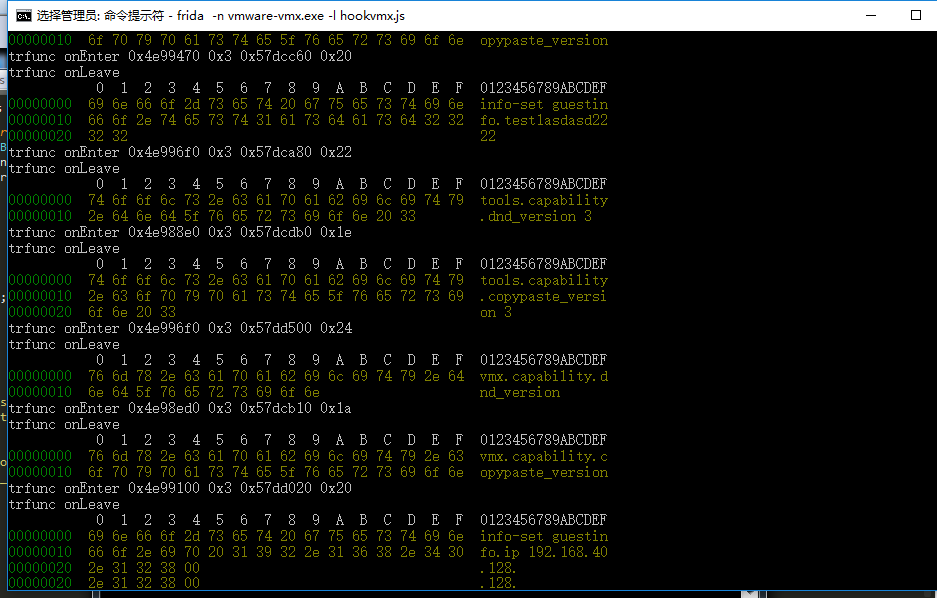 选择管理员: 命令提示符 - frida  -n vmware-vmx.exe -l hookvmx.js
00000010  6f 70 79 70 61 73 74 65 5f 76 65 72 73 69 6f 6e  opypaste_version
trfunc onEnter 0x4e99470 0x3 0x57dcc60 0x20
trfunc onLeave
           0  1  2  3  4  5  6  7  8  9  A  B  C  D  E  F  0123456789ABCDEF
00000000  69 6e 66 6f 2d 73 65 74 20 67 75 65 73 74 69 6e  info-set guestin
00000010  66 6f 2e 74 65 73 74 31 61 73 64 61 73 64 32 32  fo.test1asdasd22
00000020  32 32                                            22
trfunc onEnter 0x4e996f0 0x3 0x57dca80 0x22
trfunc onLeave
           0  1  2  3  4  5  6  7  8  9  A  B  C  D  E  F  0123456789ABCDEF
00000000  74 6f 6f 6c 73 2e 63 61 70 61 62 69 6c 69 74 79  tools.capability
00000010  2e 64 6e 64 5f 76 65 72 73 69 6f 6e 20 33        .dnd_version 3
trfunc onEnter 0x4e988e0 0x3 0x57dcdb0 0x1e
trfunc onLeave
           0  1  2  3  4  5  6  7  8  9  A  B  C  D  E  F  0123456789ABCDEF
00000000  74 6f 6f 6c 73 2e 63 61 70 61 62 69 6c 69 74 79  tools.capability
00000010  2e 63 6f 70 79 70 61 73 74 65 5f 76 65 72 73 69  .copypaste_versi
00000020  6f 6e 20 33                                      on 3
trfunc onEnter 0x4e996f0 0x3 0x57dd500 0x24
trfunc onLeave
           0  1  2  3  4  5  6  7  8  9  A  B  C  D  E  F  0123456789ABCDEF
00000000  76 6d 78 2e 63 61 70 61 62 69 6c 69 74 79 2e 64  vmx.capability.d
00000010  6e 64 5f 76 65 72 73 69 6f 6e                    nd_version
trfunc onEnter 0x4e98ed0 0x3 0x57dcb10 0x1a
trfunc onLeave
           0  1  2  3  4  5  6  7  8  9  A  B  C  D  E  F  0123456789ABCDEF
00000000  76 6d 78 2e 63 61 70 61 62 69 6c 69 74 79 2e 63  vmx.capability.c
00000010  6f 70 79 70 61 73 74 65 5f 76 65 72 73 69 6f 6e  opypaste_version
trfunc onEnter 0x4e99100 0x3 0x57dd020 0x20
trfunc onLeave
           0  1  2  3  4  5  6  7  8  9  A  B  C  D  E  F  0123456789ABCDEF
00000000  69 6e 66 6f 2d 73 65 74 20 67 75 65 73 74 69 6e  info-set guestin
00000010  66 6f 2e 69 70 20 31 39 32 2e 31 36 38 2e 34 30  fo.ip 192.168.40
00000020  2e 31 32 38 00                                   .128.
00000020  2e 31 32 38 00                                   .128.